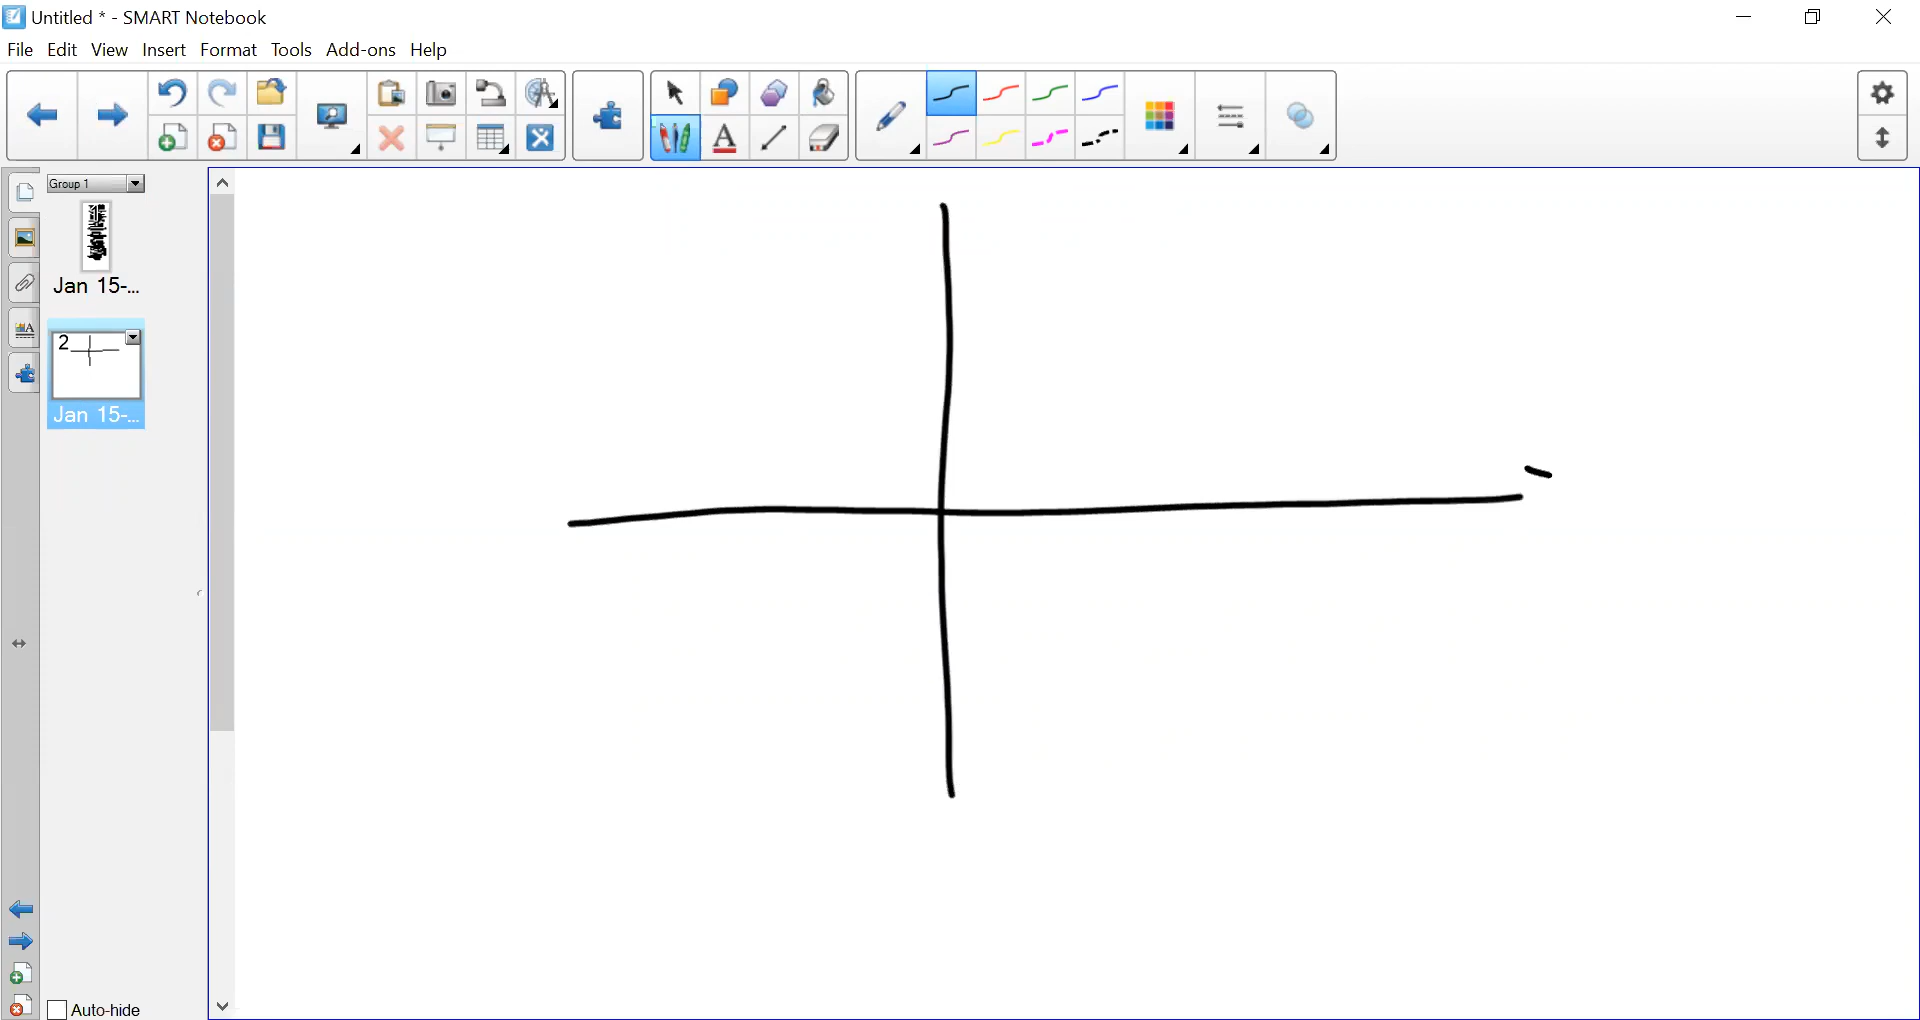 Untitled * - SMART Notebook
File Edit View Insert Format Tools Add-ons Help
Group 1
Jan 15-...
2
Jan 15-...
Auto-hide